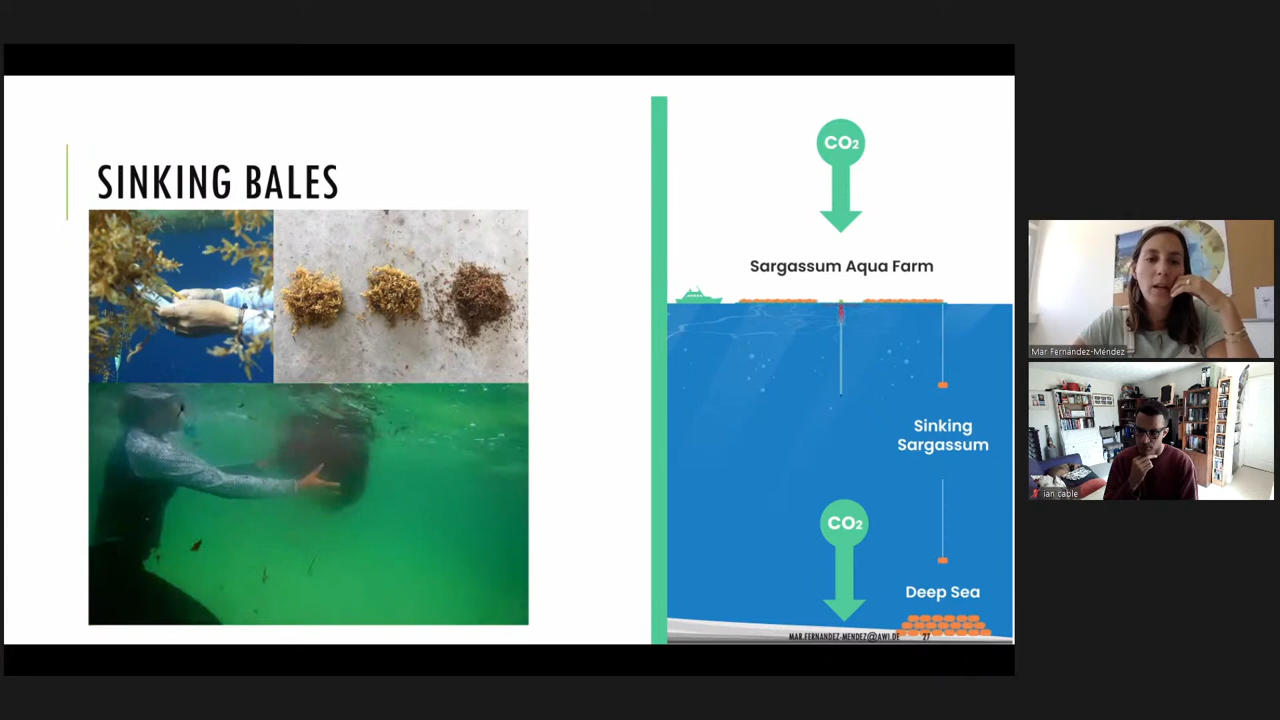 SINKING BALES
CO2
Sargassum Aqua Farm
Sinking
Sargassum
CO2
Deep Sea
MAR.FERNANDEZ-MENDEZ@AWI.DE 27
Mar Fernández-Méndez
ian cable